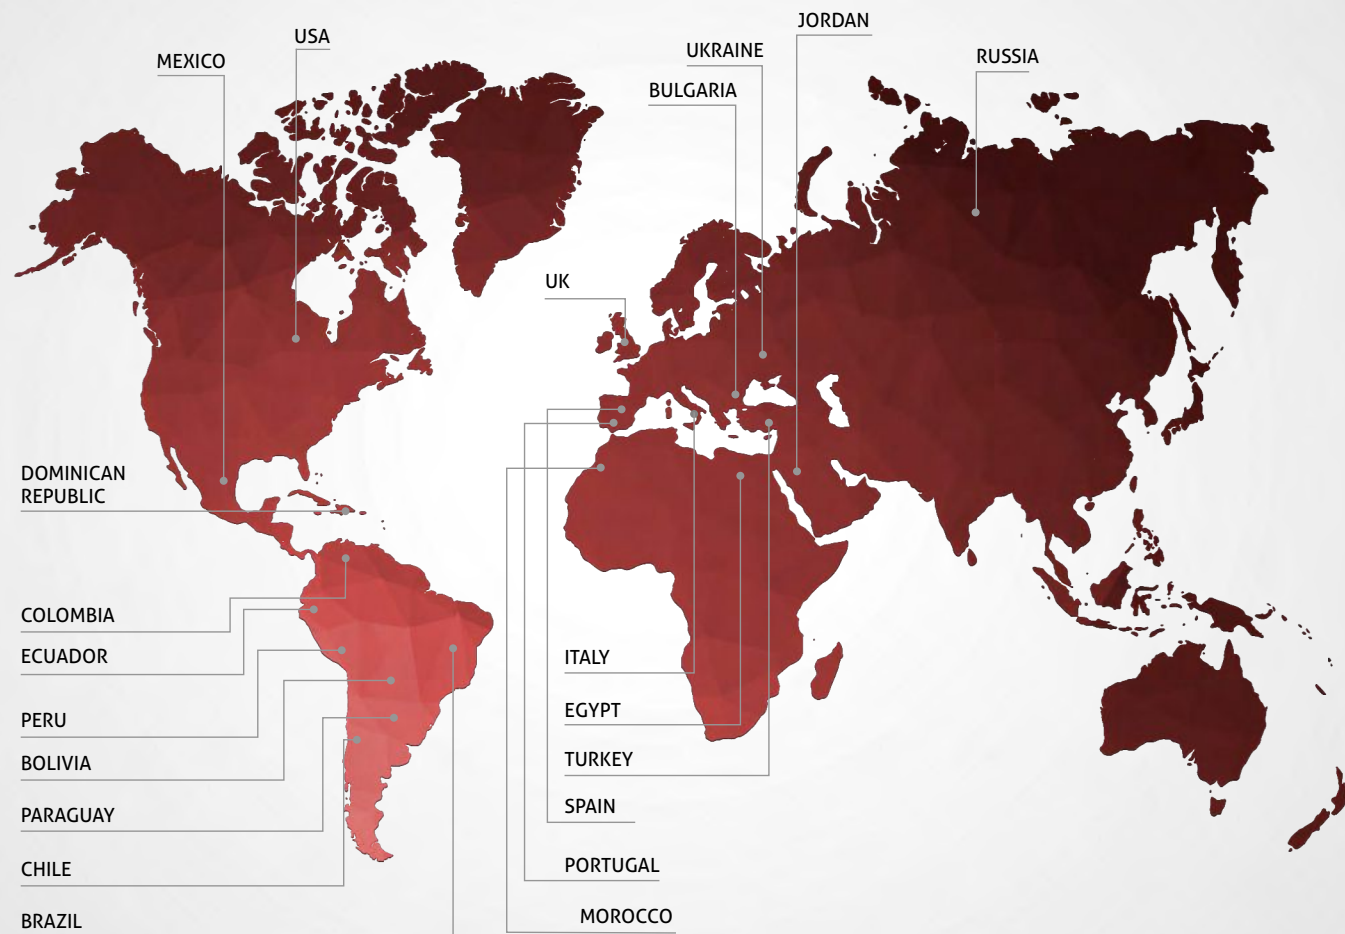 JORDAN
USA
UKRAINE
RUSSIA
MEXICO
BULGARIA
UK
DOMINICAN
REPUBLIC
COLOMBIA
ECUADOR
PERU
BOLIVIA
PARAGUAY
CHILE
BRAZIL
ITALY
EGYPT
TURKEY
SPAIN
PORTUGAL
MOROCCO